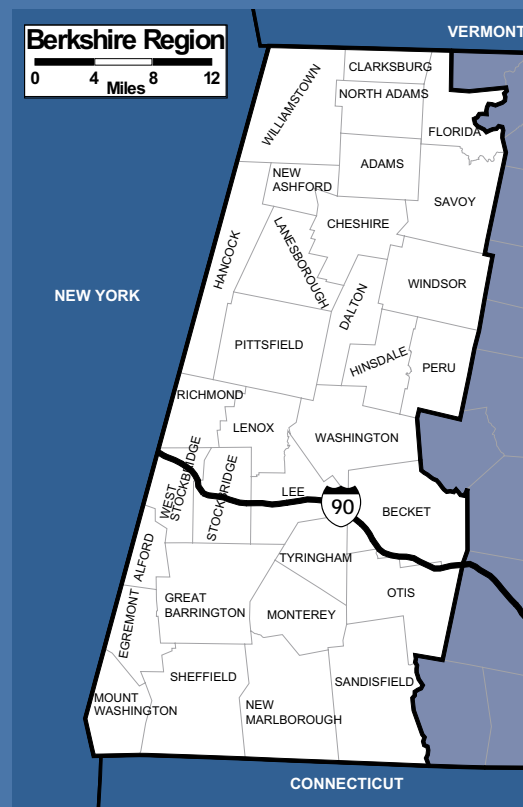 Berkshire Region
0 4 8 12
Miles
VERMONT
CLARKSBURG
NORTH ADAMS
WILLIAMSTOWN
FLORIDA
ADAMS
NEW
ASHFORD
SAVOY
CHESHIRE
LANESBOROUGH
HANCOCK
WINDSOR
NEW YORK
DALTON
PITTSFIELD
HINSDALE
PERU
RICHMOND
LENOX
WASHINGTON
WEST
STOCKBRIDGE
STOCKBRIDGE
LEE
90
BECKET
ALFORD
TYRINGHAM
OTIS
EGREMONT
GREAT
BARRINGTON
MONTEREY
SHEFFIELD
SANDISFIELD
MOUNT
WASHINGTON
NEW
MARLBOROUGH
CONNECTICUT